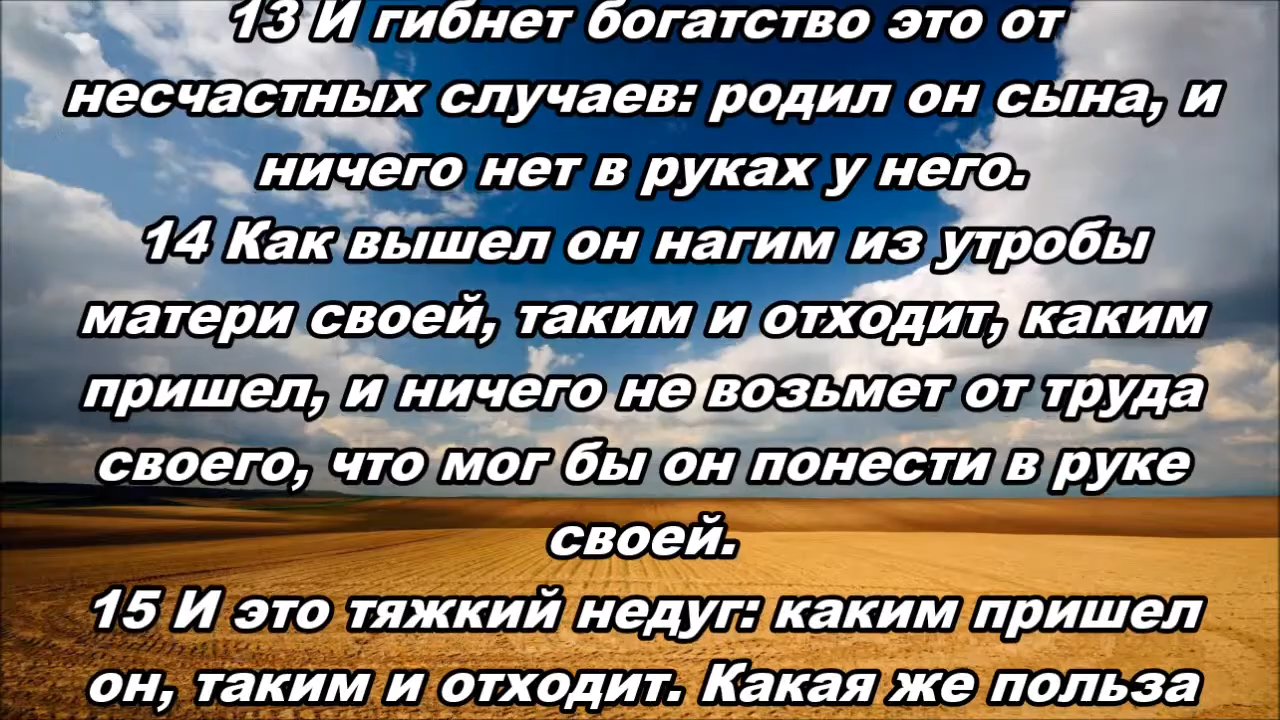 13 И гибнет богатство это от
несчастных случаев: родил он сына, и
ничего нет в руках у него.
14 Как вышел он нагим из утробы
матери своей, таким и отходит, каким
пришел, и ничего не возьмет от труда
своего, что мог бы он понести в руке
своей.
15 И это тяжкий недуг: каким пришел
он, таким и отходит. Какая же польза